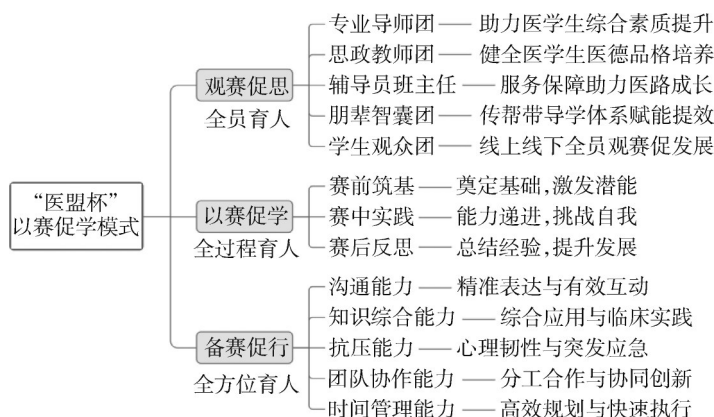 “医盟杯”
以赛促学模式
观赛促思
全员育人
专业导师团 — 助力医学生综合素质提升
思政教师团 — 健全医学生医德品格培养
辅导员班主任 — 服务保障助力医路成长
朋辈智囊团 — 传帮带导学体系赋能提效
学生观众团 — 线上线下全员观赛促发展
以赛促学
全过程育人
赛前筑基 — 奠定基础,激发潜能
赛中实践 — 能力递进,挑战自我
赛后反思 — 总结经验,提升发展
备赛促行
全方位育人
沟通能力 — 精准表达与有效互动
知识综合能力 — 综合应用与临床实践
抗压能力 — 心理韧性与突发应急
团队协作能力 — 分工合作与协同创新
时间管理能力 — 高效规划与快速执行